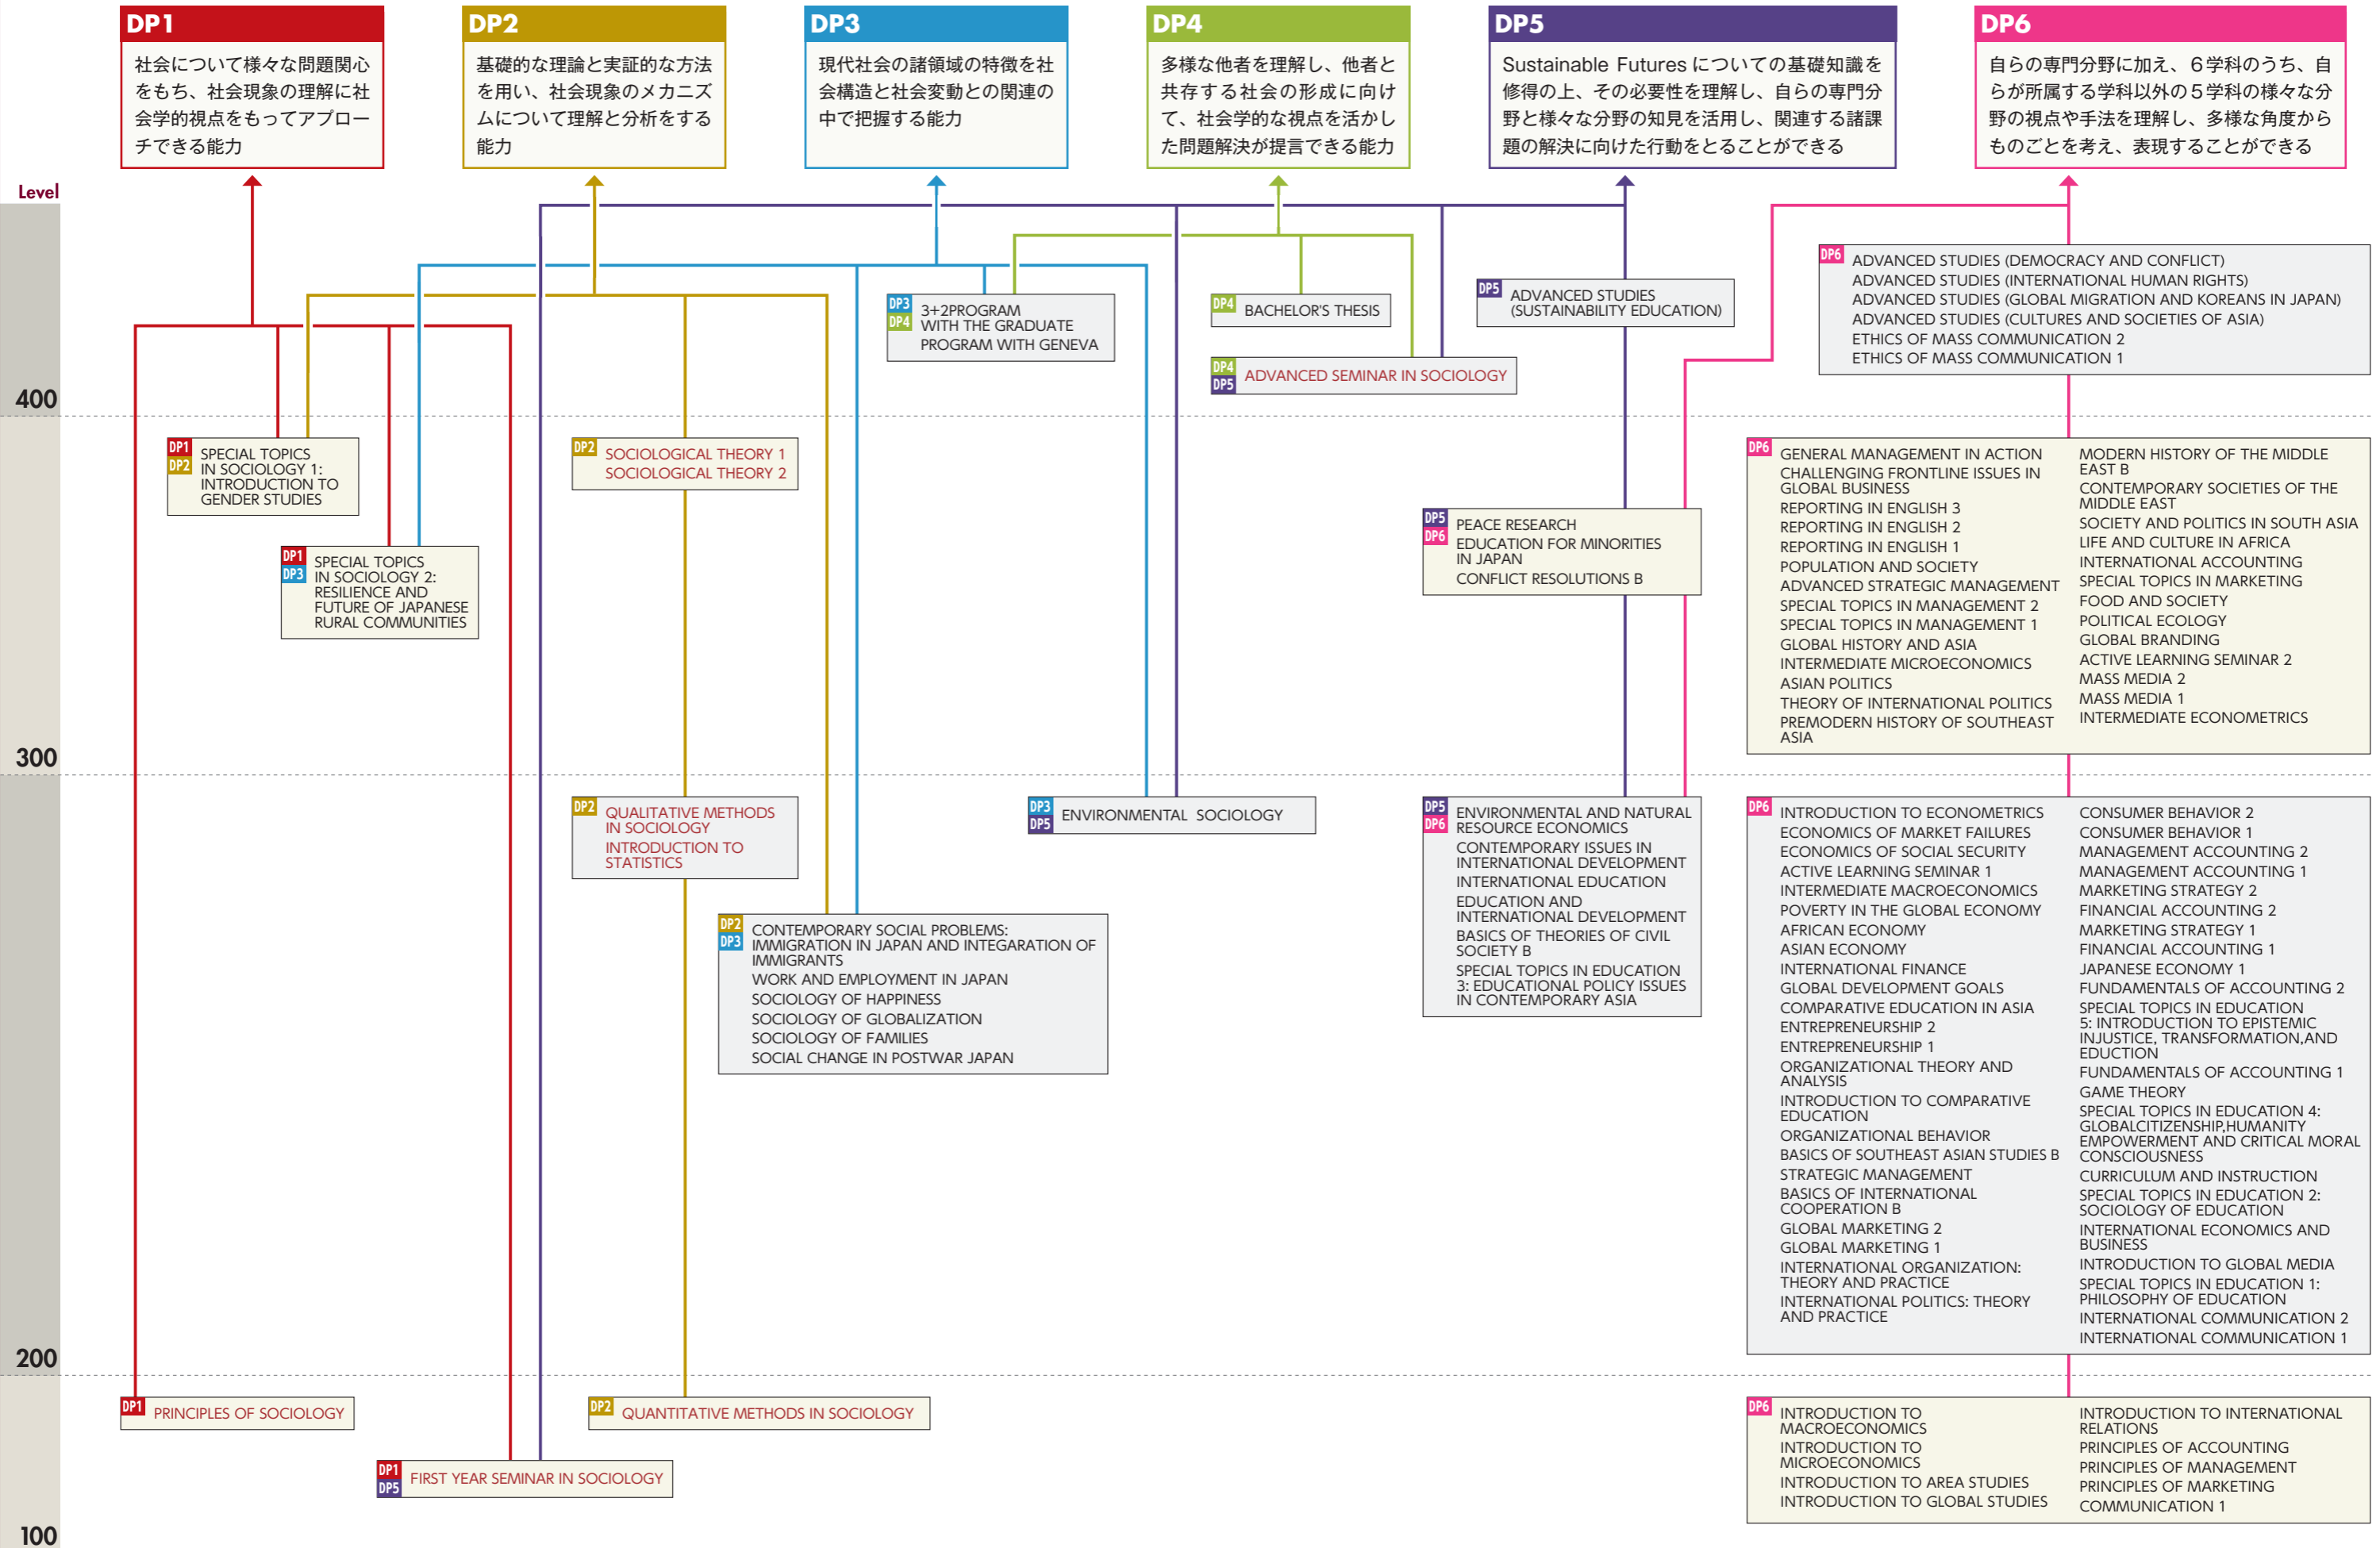 DP1
社会について様々な問題関心
をもち、社会現象の理解に社
会学的視点をもってアプロー
チできる能力
DP2
基礎的な理論と実証的な方法
を用い、社会現象のメカニズ
ムについて理解と分析をする
能力
DP3
現代社会の諸領域の特徴を社
会構造と社会変動との関連の
中で把握する能力
DP4
多様な他者を理解し、他者と
共存する社会の形成に向け
て、社会学的な視点を活かし
た問題解決が提言できる能力
DP5
Sustainable Futures についての基礎知識を
修得の上、その必要性を理解し、自らの専門分
野と様々な分野の知見を活用し、関連する諸課
題の解決に向けた行動をとることができる
DP6
自らの専門分野に加え、6学科のうち、自
らが所属する学科以外の5学科の様々な分
野の視点や手法を理解し、多様な角度から
ものごとを考え、表現することができる
Level
DP3
DP4
3+2PROGRAM
WITH THE GRADUATE
PROGRAM WITH GENEVA
DP4
BACHELOR'S THESIS
DP4
DP5
ADVANCED SEMINAR IN SOCIOLOGY
DP5
ADVANCED STUDIES
(SUSTAINABILITY EDUCATION)
DP6
ADVANCED STUDIES (DEMOCRACY AND CONFLICT)
ADVANCED STUDIES (INTERNATIONAL HUMAN RIGHTS)
ADVANCED STUDIES (GLOBAL MIGRATION AND KOREANS IN JAPAN)
ADVANCED STUDIES (CULTURES AND SOCIETIES OF ASIA)
ETHICS OF MASS COMMUNICATION 2
ETHICS OF MASS COMMUNICATION 1
400
DP1
DP2
SPECIAL TOPICS
IN SOCIOLOGY 1:
INTRODUCTION TO
GENDER STUDIES
DP1
DP3
SPECIAL TOPICS
IN SOCIOLOGY 2:
RESILIENCE AND
FUTURE OF JAPANESE
RURAL COMMUNITIES
DP2
SOCIOLOGICAL THEORY 1
SOCIOLOGICAL THEORY 2
DP5
DP6
PEACE RESEARCH
EDUCATION FOR MINORITIES
IN JAPAN
CONFLICT RESOLUTIONS B
DP6
GENERAL MANAGEMENT IN ACTION
CHALLENGING FRONTLINE ISSUES IN
GLOBAL BUSINESS
REPORTING IN ENGLISH 3
REPORTING IN ENGLISH 2
REPORTING IN ENGLISH 1
POPULATION AND SOCIETY
ADVANCED STRATEGIC MANAGEMENT
SPECIAL TOPICS IN MANAGEMENT 2
SPECIAL TOPICS IN MANAGEMENT 1
GLOBAL HISTORY AND ASIA
INTERMEDIATE MICROECONOMICS
ASIAN POLITICS
THEORY OF INTERNATIONAL POLITICS
PREMODERN HISTORY OF SOUTHEAST
ASIA
MODERN HISTORY OF THE MIDDLE
EAST B
CONTEMPORARY SOCIETIES OF THE
MIDDLE EAST
SOCIETY AND POLITICS IN SOUTH ASIA
LIFE AND CULTURE IN AFRICA
INTERNATIONAL ACCOUNTING
SPECIAL TOPICS IN MARKETING
FOOD AND SOCIETY
POLITICAL ECOLOGY
GLOBAL BRANDING
ACTIVE LEARNING SEMINAR 2
MASS MEDIA 2
MASS MEDIA 1
INTERMEDIATE ECONOMETRICS
300
DP2
QUALITATIVE METHODS
IN SOCIOLOGY
INTRODUCTION TO
STATISTICS
DP2
DP3
CONTEMPORARY SOCIAL PROBLEMS:
IMMIGRATION IN JAPAN AND INTEGARATION OF
IMMIGRANTS
WORK AND EMPLOYMENT IN JAPAN
SOCIOLOGY OF HAPPINESS
SOCIOLOGY OF GLOBALIZATION
SOCIOLOGY OF FAMILIES
SOCIAL CHANGE IN POSTWAR JAPAN
DP3
DP5
ENVIRONMENTAL SOCIOLOGY
DP5
DP6
ENVIRONMENTAL AND NATURAL
RESOURCE ECONOMICS
CONTEMPORARY ISSUES IN
INTERNATIONAL DEVELOPMENT
INTERNATIONAL EDUCATION
EDUCATION AND
INTERNATIONAL DEVELOPMENT
BASICS OF THEORIES OF CIVIL
SOCIETY B
SPECIAL TOPICS IN EDUCATION
3: EDUCATIONAL POLICY ISSUES
IN CONTEMPORARY ASIA
DP6
INTRODUCTION TO ECONOMETRICS
ECONOMICS OF MARKET FAILURES
ECONOMICS OF SOCIAL SECURITY
ACTIVE LEARNING SEMINAR 1
INTERMEDIATE MACROECONOMICS
POVERTY IN THE GLOBAL ECONOMY
AFRICAN ECONOMY
ASIAN ECONOMY
INTERNATIONAL FINANCE
GLOBAL DEVELOPMENT GOALS
COMPARATIVE EDUCATION IN ASIA
ENTREPRENEURSHIP 2
ENTREPRENEURSHIP 1
ORGANIZATIONAL THEORY AND
ANALYSIS
INTRODUCTION TO COMPARATIVE
EDUCATION
ORGANIZATIONAL BEHAVIOR
BASICS OF SOUTHEAST ASIAN STUDIES B
STRATEGIC MANAGEMENT
BASICS OF INTERNATIONAL
COOPERATION B
GLOBAL MARKETING 2
GLOBAL MARKETING 1
INTERNATIONAL ORGANIZATION:
THEORY AND PRACTICE
INTERNATIONAL POLITICS: THEORY
AND PRACTICE
CONSUMER BEHAVIOR 2
CONSUMER BEHAVIOR 1
MANAGEMENT ACCOUNTING 2
MANAGEMENT ACCOUNTING 1
MARKETING STRATEGY 2
FINANCIAL ACCOUNTING 2
MARKETING STRATEGY 1
FINANCIAL ACCOUNTING 1
JAPANESE ECONOMY 1
FUNDAMENTALS OF ACCOUNTING 2
SPECIAL TOPICS IN EDUCATION
5: INTRODUCTION TO EPISTEMIC
INJUSTICE, TRANSFORMATION,AND
EDUCTION
FUNDAMENTALS OF ACCOUNTING 1
GAME THEORY
SPECIAL TOPICS IN EDUCATION 4:
GLOBALCITIZENSHIP,HUMANITY
EMPOWERMENT AND CRITICAL MORAL
CONSCIOUSNESS
CURRICULUM AND INSTRUCTION
SPECIAL TOPICS IN EDUCATION 2:
SOCIOLOGY OF EDUCATION
INTERNATIONAL ECONOMICS AND
BUSINESS
INTRODUCTION TO GLOBAL MEDIA
SPECIAL TOPICS IN EDUCATION 1:
PHILOSOPHY OF EDUCATION
INTERNATIONAL COMMUNICATION 2
INTERNATIONAL COMMUNICATION 1
200
DP1
PRINCIPLES OF SOCIOLOGY
DP2
QUANTITATIVE METHODS IN SOCIOLOGY
DP1
DP5
FIRST YEAR SEMINAR IN SOCIOLOGY
DP6
INTRODUCTION TO
MACROECONOMICS
INTRODUCTION TO
MICROECONOMICS
INTRODUCTION TO AREA STUDIES
INTRODUCTION TO GLOBAL STUDIES
INTRODUCTION TO INTERNATIONAL
RELATIONS
PRINCIPLES OF ACCOUNTING
PRINCIPLES OF MANAGEMENT
PRINCIPLES OF MARKETING
COMMUNICATION 1
100